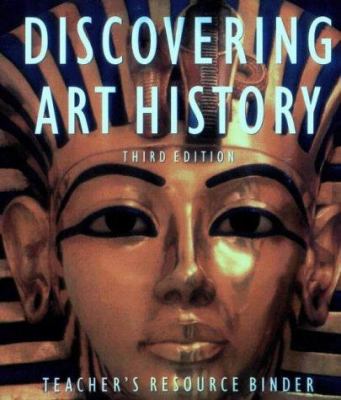 DISCOVERING
ART HISTORY
THIRD EDITION
TEACHER'S RESOURCE BINDER